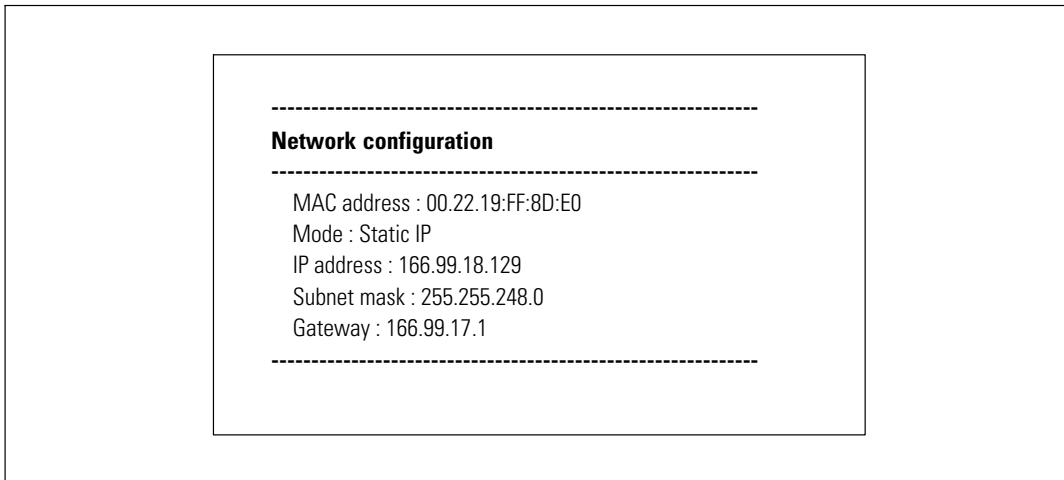 ------------------------------------------------------------
Network configuration
------------------------------------------------------------
MAC address : 00.22.19:FF:8D:E0
Mode : Static IP
IP address : 166.99.18.129
Subnet mask : 255.255.248.0
Gateway : 166.99.17.1
------------------------------------------------------------